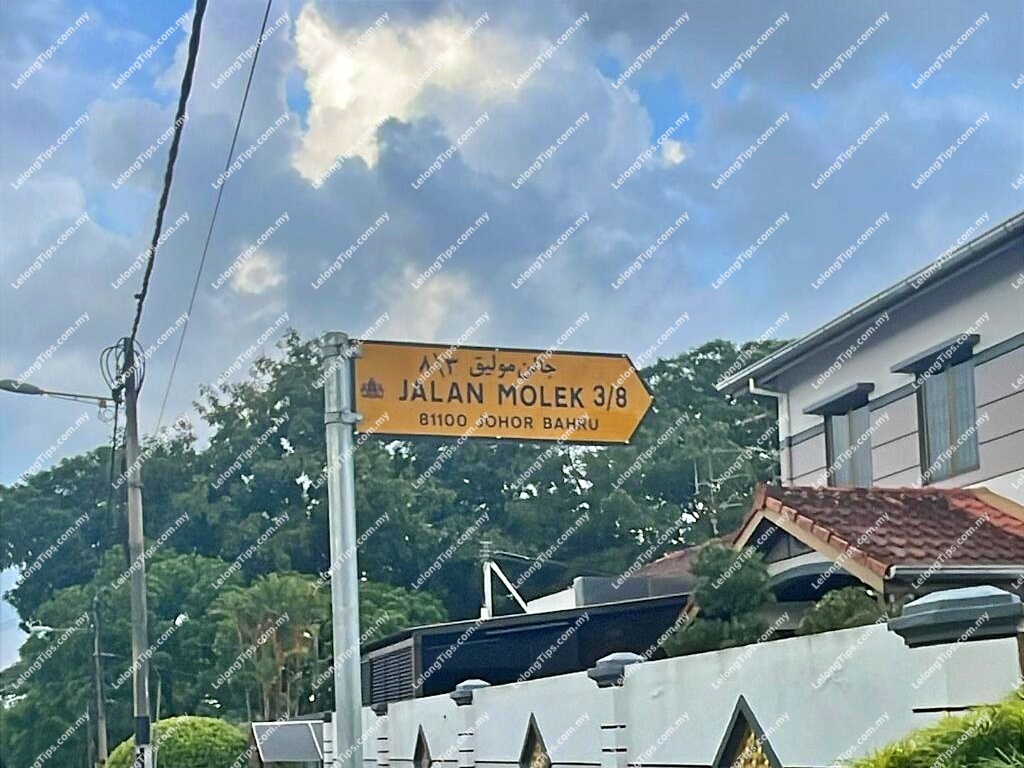 جالن موليق ٨/٣
JALAN MOLEK 3/8
81100 JOHOR BAHRU
LelongTips.com.my